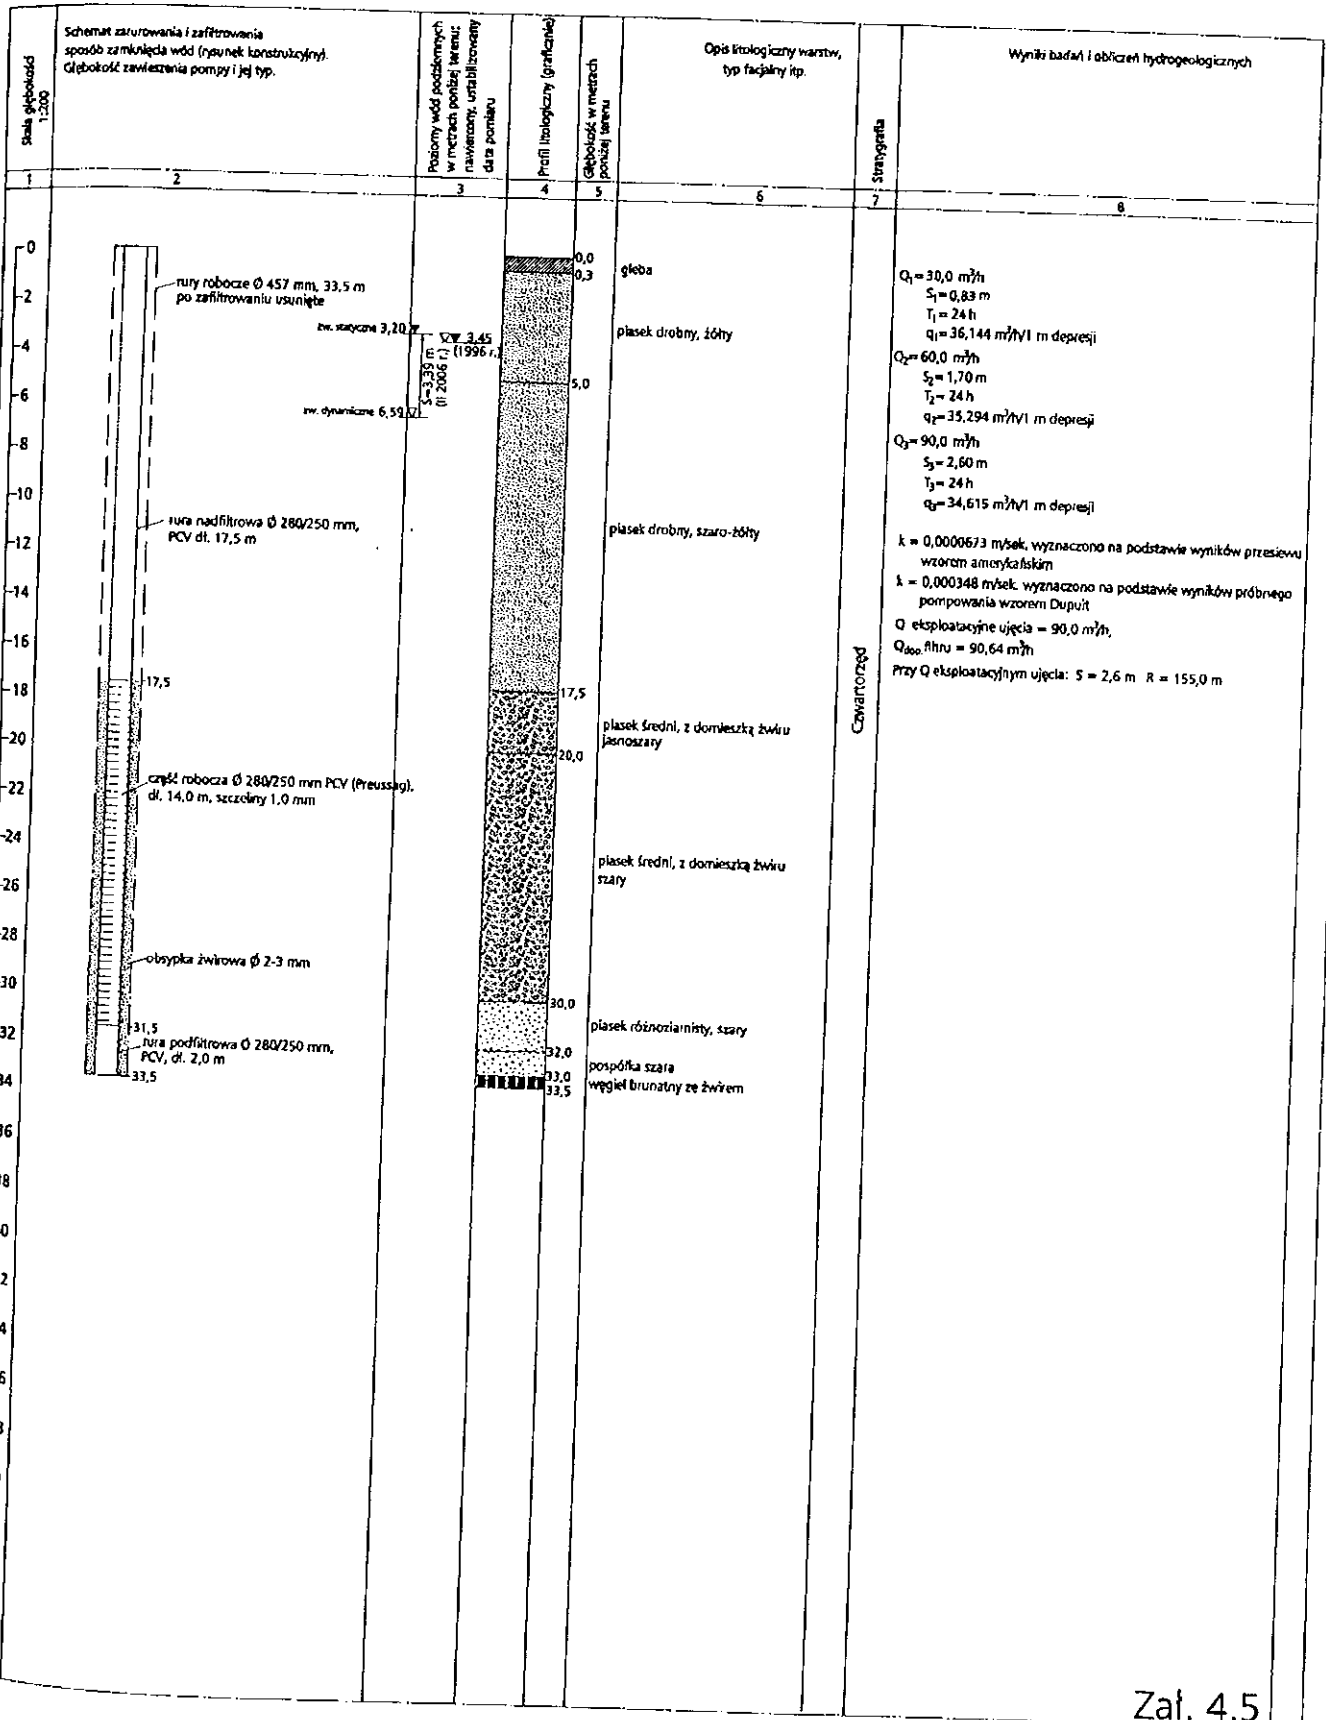 Skala głębokości
1:200
Schemat zarurowania i zafiltrowania
sposób zamknięcia wód (rysunek konstrukcyjny).
Głębokość zawieszenia pompy i jej typ.
Poziomy wód podziemnych
w metrach poniżej terenu:
nawiercony, ustabilizowany
data pomiaru
Profil litologiczny (graficznie)
Głębokość w metrach
poniżej terenu
Opis litologiczny warstw,
typ facjalny itp.
Stratygrafia
Wyniki badań i obliczeń hydrogeologicznych
1
2
3
4
5
6
7
8
0
-2
-4
-6
-8
-10
-12
-14
-16
-18
-20
-22
-24
-26
-28
30
32
34
36
8
0
2
4
6
rury robocze Ø 457 mm, 33,5 m
po zafiltrowaniu usunięte
zw. statyczne 3,20
3,45
(1996 r.)
S=3,39 m
(II 2006 r.)
zw. dynamiczne 6,59
rura nadfiltrowa Ø 280/250 mm,
PCV dł. 17,5 m
17,5
część robocza Ø 280/250 mm PCV (Preussag),
dł. 14,0 m, szczeliny 1,0 mm
obsypka żwirowa Ø 2-3 mm
31,5
rura podfiltrowa Ø 280/250 mm,
PCV, dł. 2,0 m
33,5
0,0
0,3
gleba
piasek drobny, żółty
5,0
piasek drobny, szaro-żółty
17,5
piasek średni, z domieszką żwiru
jasnoszary
20,0
piasek średni, z domieszką żwiru
szary
30,0
piasek różnoziarnisty, szary
32,0
pospółka szara
33,0
33,5
węgiel brunatny ze żwirem
Czwartorzęd
Q₁= 30,0 m³/h
S₁= 0,83 m
T₁= 24 h
q₁= 36,144 m³/h/1 m depresji
Q₂= 60,0 m³/h
S₂= 1,70 m
T₂= 24 h
q₂= 35,294 m³/h/1 m depresji
Q₃= 90,0 m³/h
S₃= 2,60 m
T₃= 24 h
q₃= 34,615 m³/h/1 m depresji
k = 0,0000673 m/sek. wyznaczono na podstawie wyników przesiewu
wzorem amerykańskim
k = 0,000348 m/sek. wyznaczono na podstawie wyników próbnego
pompowania wzorem Dupuit
Q eksploatacyjne ujęcia = 90,0 m³/h,
Qdop. filtru = 90,64 m³/h
Przy Q eksploatacyjnym ujęcia: S = 2,6 m R = 155,0 m
Zał. 4.5